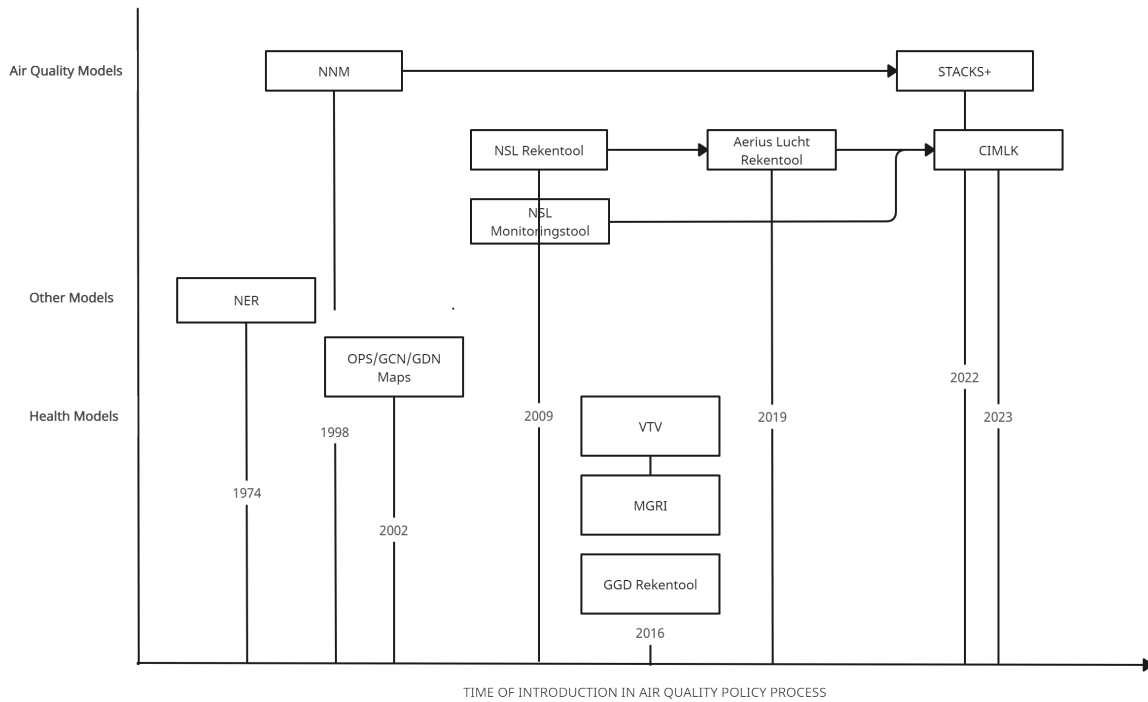 Air Quality Models
NNM
STACKS+
NSL Rekentool
Aerius Lucht
Rekentool
CIMLK
NSL
Monitoringstool
Other Models
NER
OPS/GCN/GDN
Maps
2022
Health Models
2009
VTV
2019
2023
1998
1974
MGRI
2002
GGD Rekentool
2016
TIME OF INTRODUCTION IN AIR QUALITY POLICY PROCESS